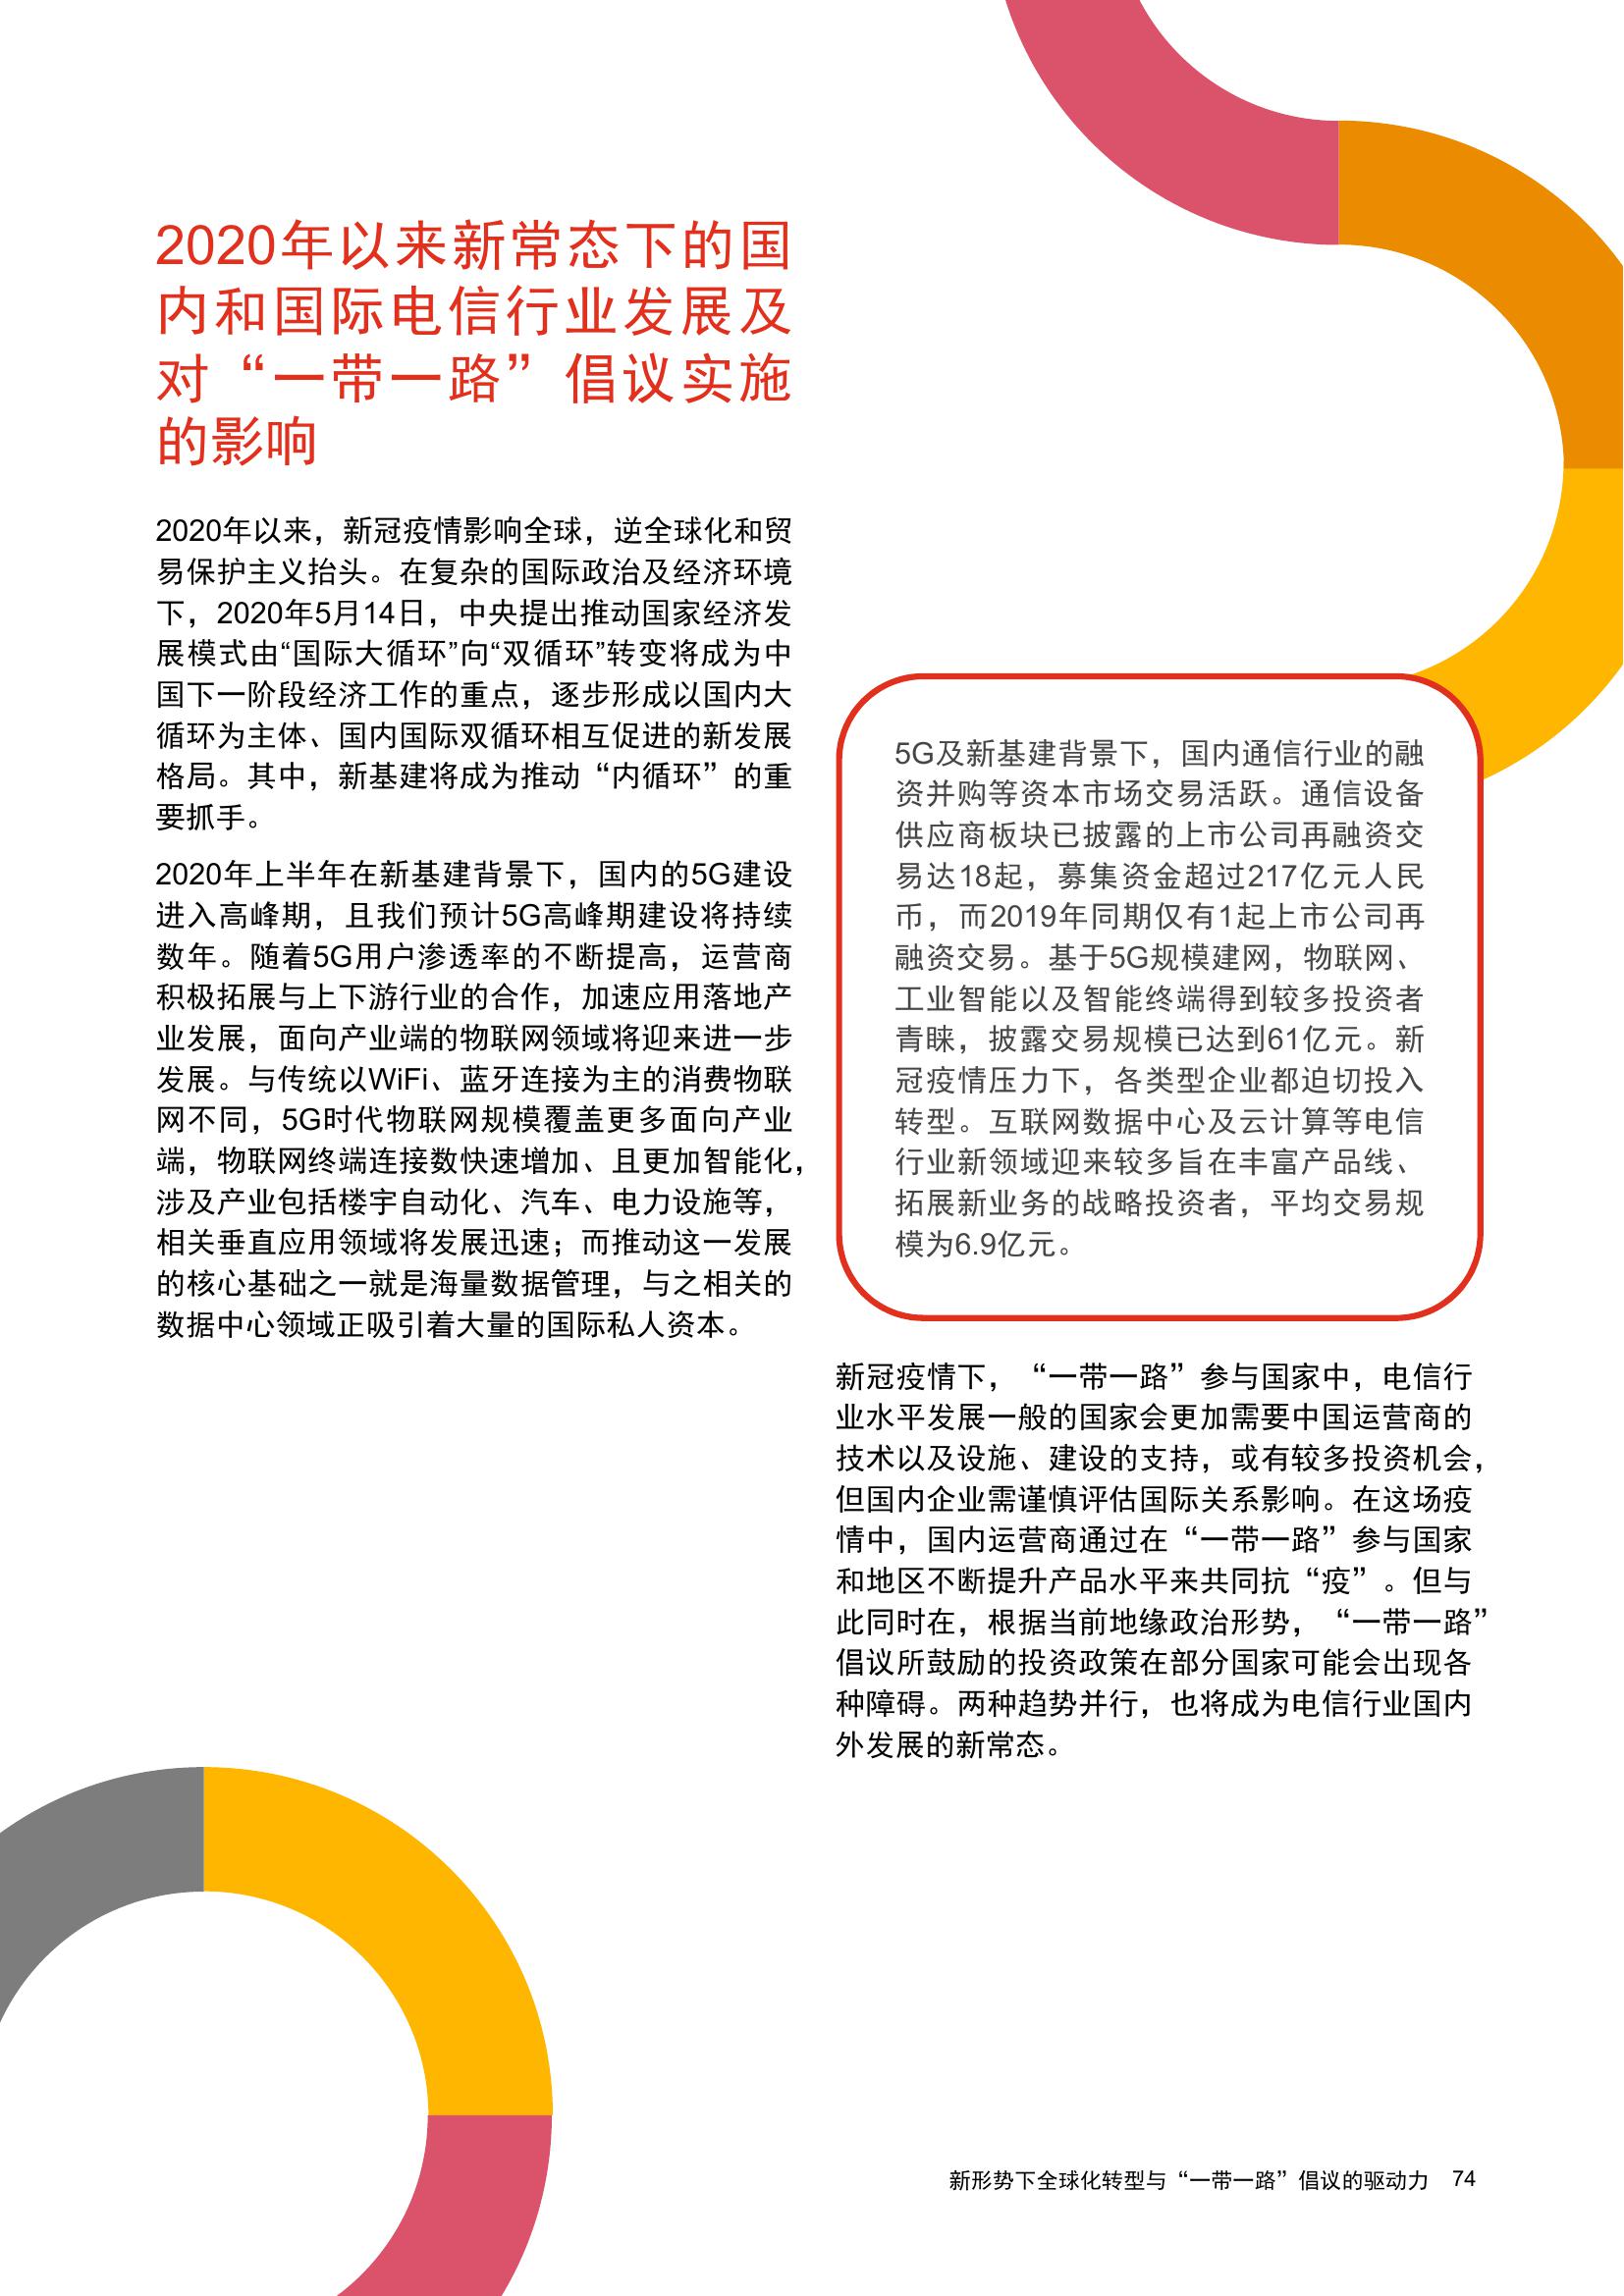 2020年以来新常态下的国
内和国际电信行业发展及
对“一带一路”倡议实施
的影响
2020年以来，新冠疫情影响全球，逆全球化和贸
易保护主义抬头。在复杂的国际政治及经济环境
下，2020年5月14日，中央提出推动国家经济发
展模式由“国际大循环”向“双循环”转变将成为中
国下一阶段经济工作的重点，逐步形成以国内大
循环为主体、国内国际双循环相互促进的新发展
格局。其中，新基建将成为推动“内循环”的重
要抓手。
2020年上半年在新基建背景下，国内的5G建设
进入高峰期，且我们预计5G高峰期建设将持续
数年。随着5G用户渗透率的不断提高，运营商
积极拓展与上下游行业的合作，加速应用落地产
业发展，面向产业端的物联网领域将迎来进一步
发展。与传统以WiFi、蓝牙连接为主的消费物联
网不同，5G时代物联网规模覆盖更多面向产业
端，物联网终端连接数快速增加、且更加智能化，
涉及产业包括楼宇自动化、汽车、电力设施等，
相关垂直应用领域将发展迅速；而推动这一发展
的核心基础之一就是海量数据管理，与之相关的
数据中心领域正吸引着大量的国际私人资本。
5G及新基建背景下，国内通信行业的融
资并购等资本市场交易活跃。通信设备
供应商板块已披露的上市公司再融资交
易达18起，募集资金超过217亿元人民
币，而2019年同期仅有1起上市公司再
融资交易。基于5G规模建网，物联网、
工业智能以及智能终端得到较多投资者
青睐，披露交易规模已达到61亿元。新
冠疫情压力下，各类型企业都迫切投入
转型。互联网数据中心及云计算等电信
行业新领域迎来较多旨在丰富产品线、
拓展新业务的战略投资者，平均交易规
模为6.9亿元。
新冠疫情下，“一带一路”参与国家中，电信行
业水平发展一般的国家会更加需要中国运营商的
技术以及设施、建设的支持，或有较多投资机会，
但国内企业需谨慎评估国际关系影响。在这场疫
情中，国内运营商通过在“一带一路”参与国家
和地区不断提升产品水平来共同抗“疫”。但与
此同时在，根据当前地缘政治形势，“一带一路”
倡议所鼓励的投资政策在部分国家可能会出现各
种障碍。两种趋势并行，也将成为电信行业国内
外发展的新常态。
新形势下全球化转型与“一带一路”倡议的驱动力 74